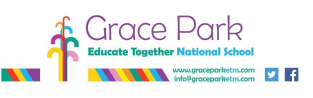 Grace Park
Educate Together National School
www.graceparketns.com
info@graceparketns.com